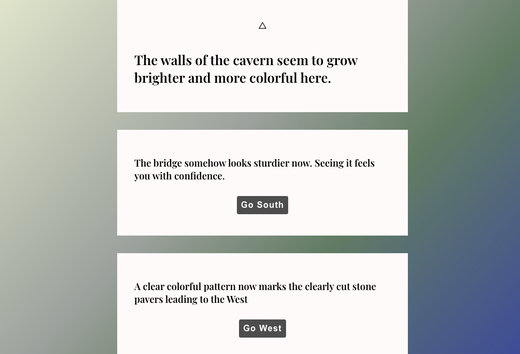 The walls of the cavern seem to grow
brighter and more colorful here.
The bridge somehow looks sturdier now. Seeing it feels
you with confidence.
Go South
A clear colorful pattern now marks the clearly cut stone
pavers leading to the West
Go West